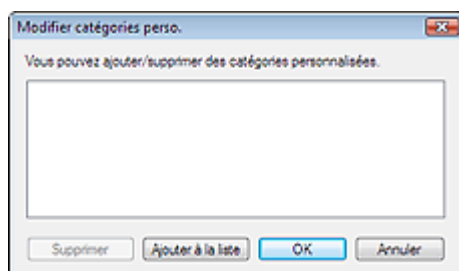 Modifier catégories perso.
Vous pouvez ajouter/supprimer des catégories personnalisées.
Supprimer Ajouter à la liste OK Annuler